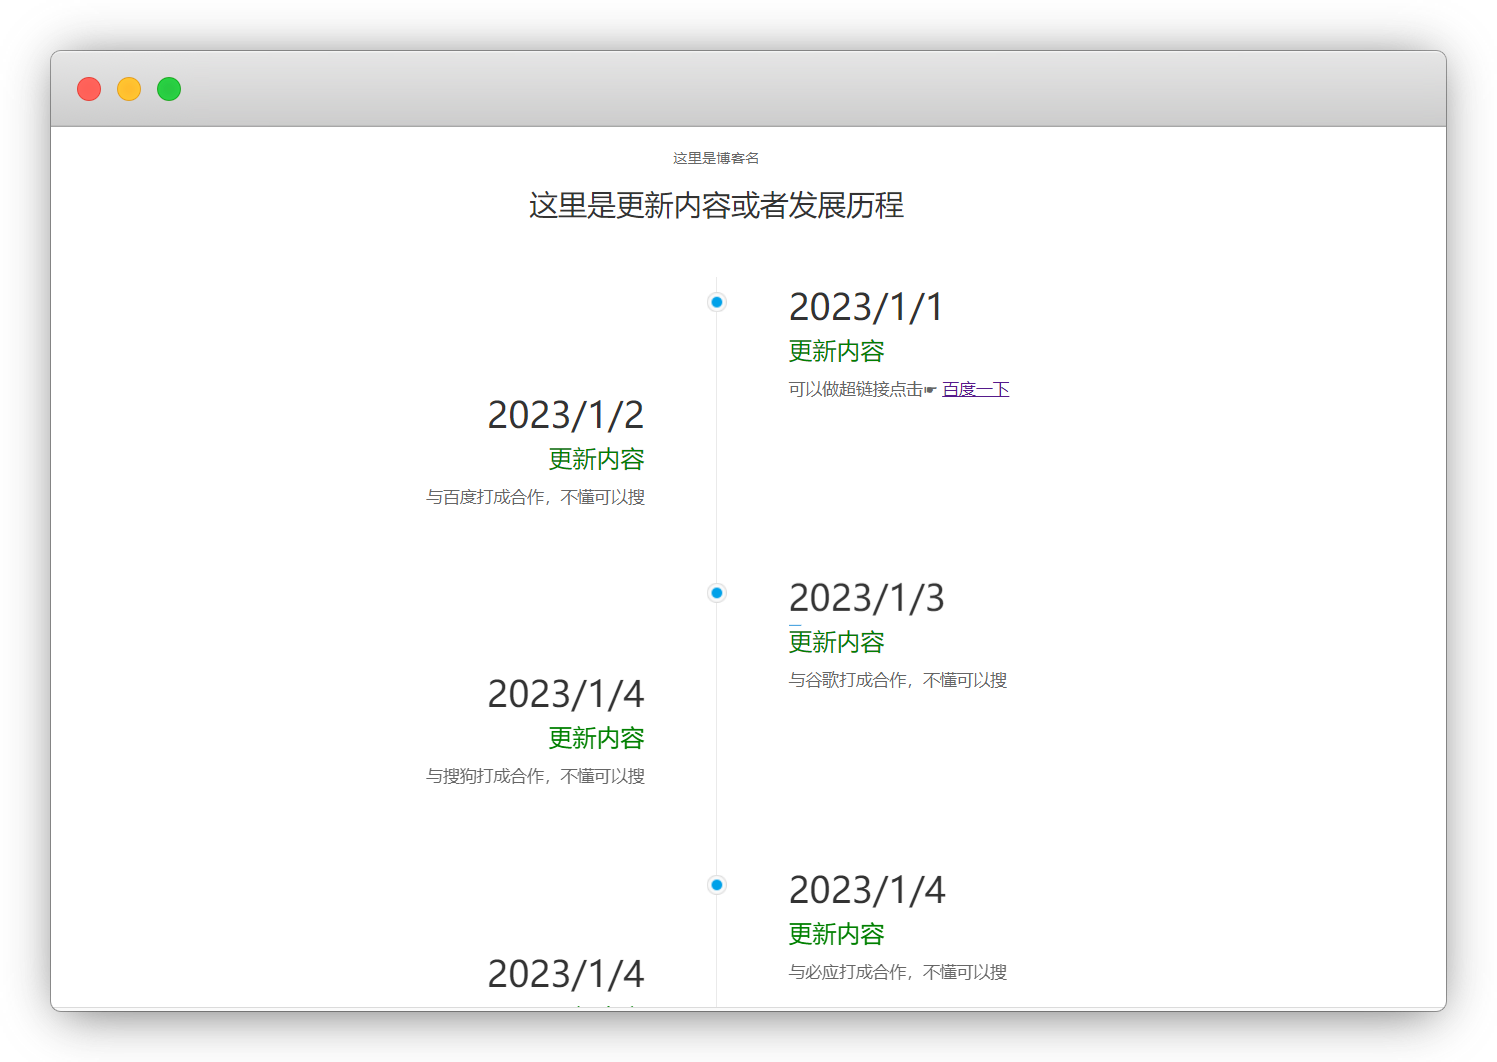 这里是博客名
这里是更新内容或者发展历程
2023/1/1
更新内容
可以做超链接点击☛ 百度一下
2023/1/2
更新内容
与百度打成合作，不懂可以搜
2023/1/3
更新内容
与谷歌打成合作，不懂可以搜
2023/1/4
更新内容
与搜狗打成合作，不懂可以搜
2023/1/4
更新内容
与必应打成合作，不懂可以搜
2023/1/4